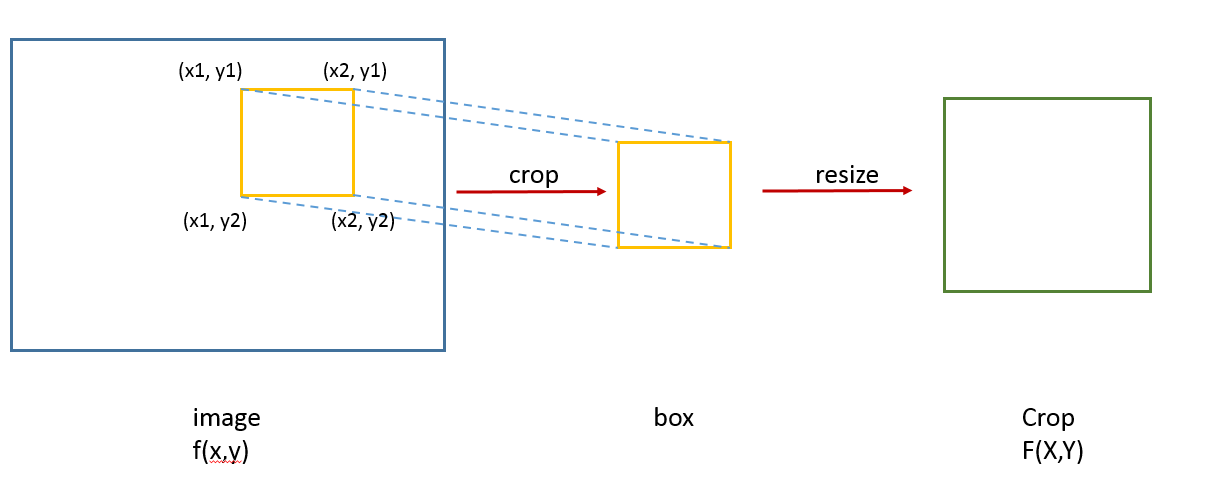 (x1, y1)
(x2, y1)
(x1, y2)
(x2, y2)
crop
resize
image
f(x,y)
box
Crop
F(X,Y)